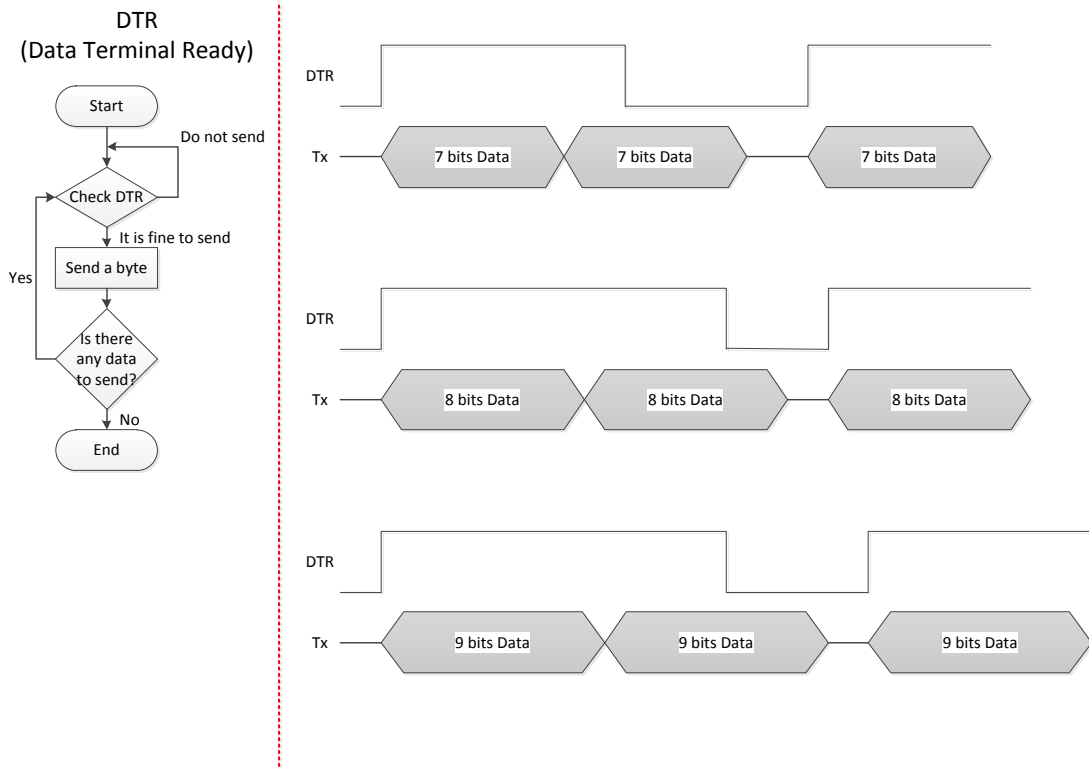 DTR
(Data Terminal Ready)
Start
Do not send
Check DTR
It is fine to send
Send a byte
Yes
Is there
any data
to send?
No
End
DTR
Tx
7 bits Data
7 bits Data
7 bits Data
DTR
Tx
8 bits Data
8 bits Data
8 bits Data
DTR
Tx
9 bits Data
9 bits Data
9 bits Data